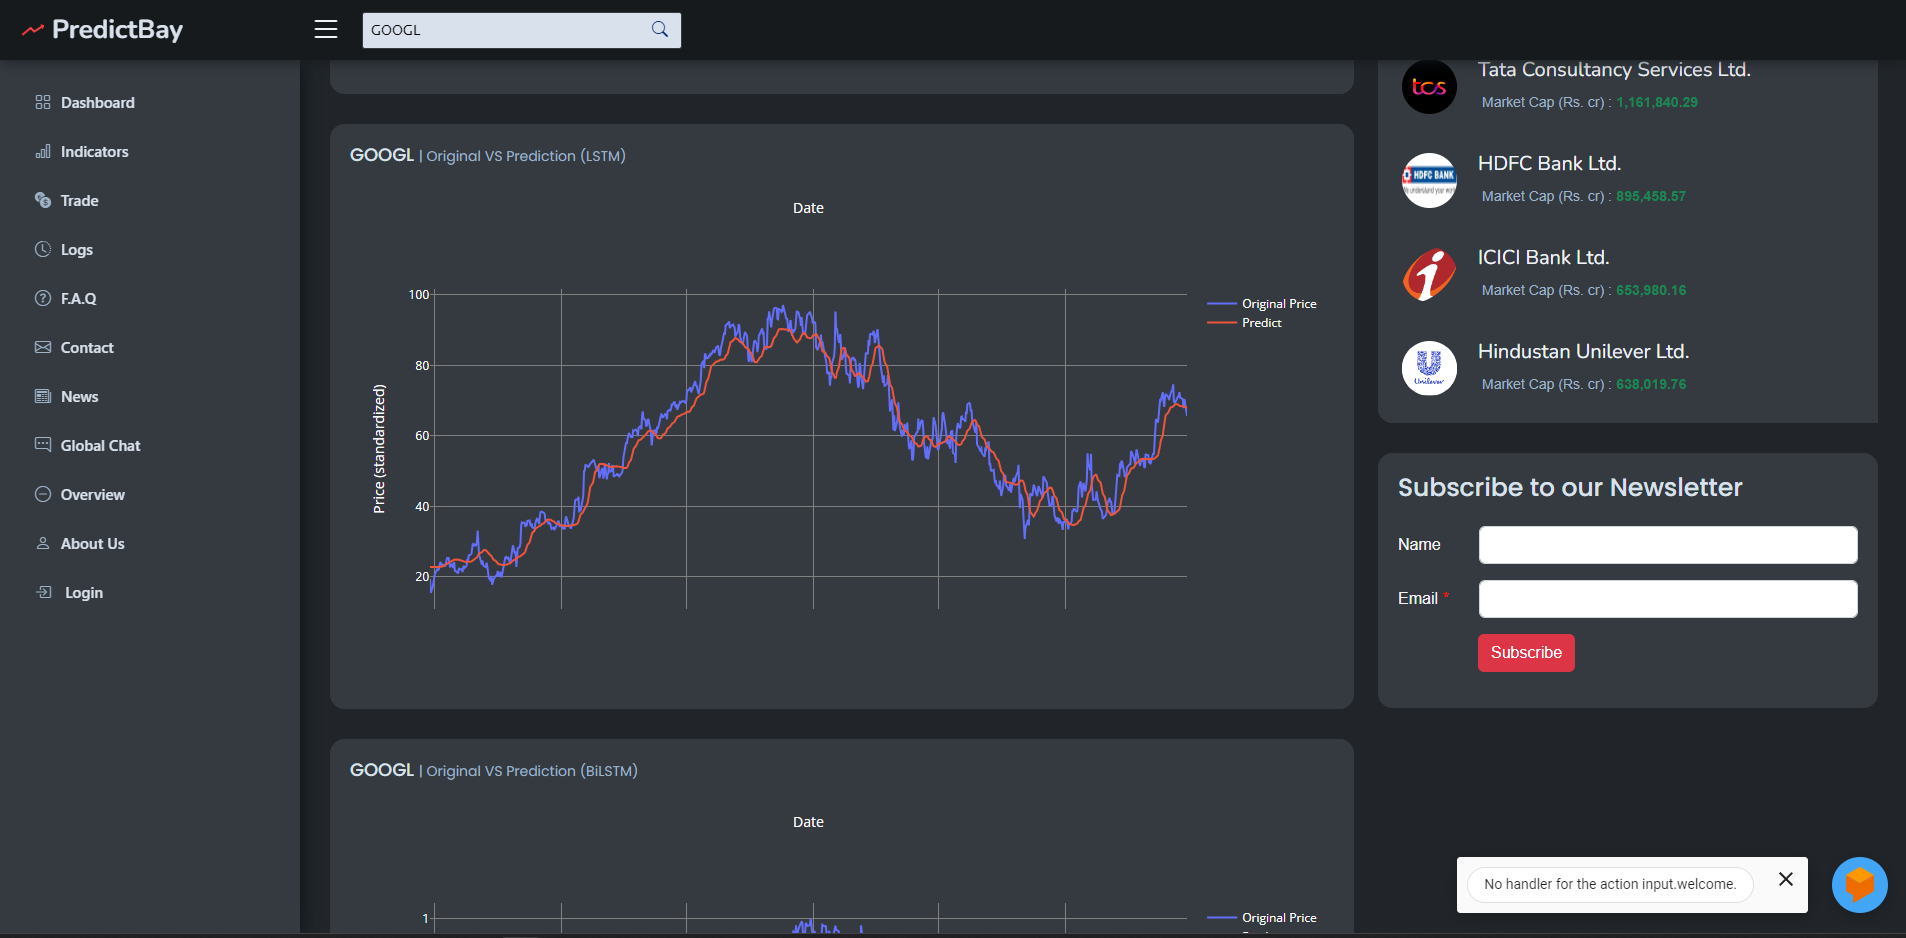 PredictBay
GOOGL
Dashboard
Indicators
Trade
Logs
F.A.Q
Contact
News
Global Chat
Overview
About Us
Login
GOOGL | Original VS Prediction (LSTM)
Date
100
80
60
40
20
Price (standardized)
Original Price
Predict
GOOGL | Original VS Prediction (BiLSTM)
Date
1
Original Price
tcs
Tata Consultancy Services Ltd.
Market Cap (Rs. cr) : 1,161,840.29
HDFC BANK
We understand your world
HDFC Bank Ltd.
Market Cap (Rs. cr) : 895,458.57
ICICI Bank Ltd.
Market Cap (Rs. cr) : 653,980.16
Unilever
Hindustan Unilever Ltd.
Market Cap (Rs. cr) : 638,019.76
Subscribe to our Newsletter
Name
Email *
Subscribe
No handler for the action input.welcome.